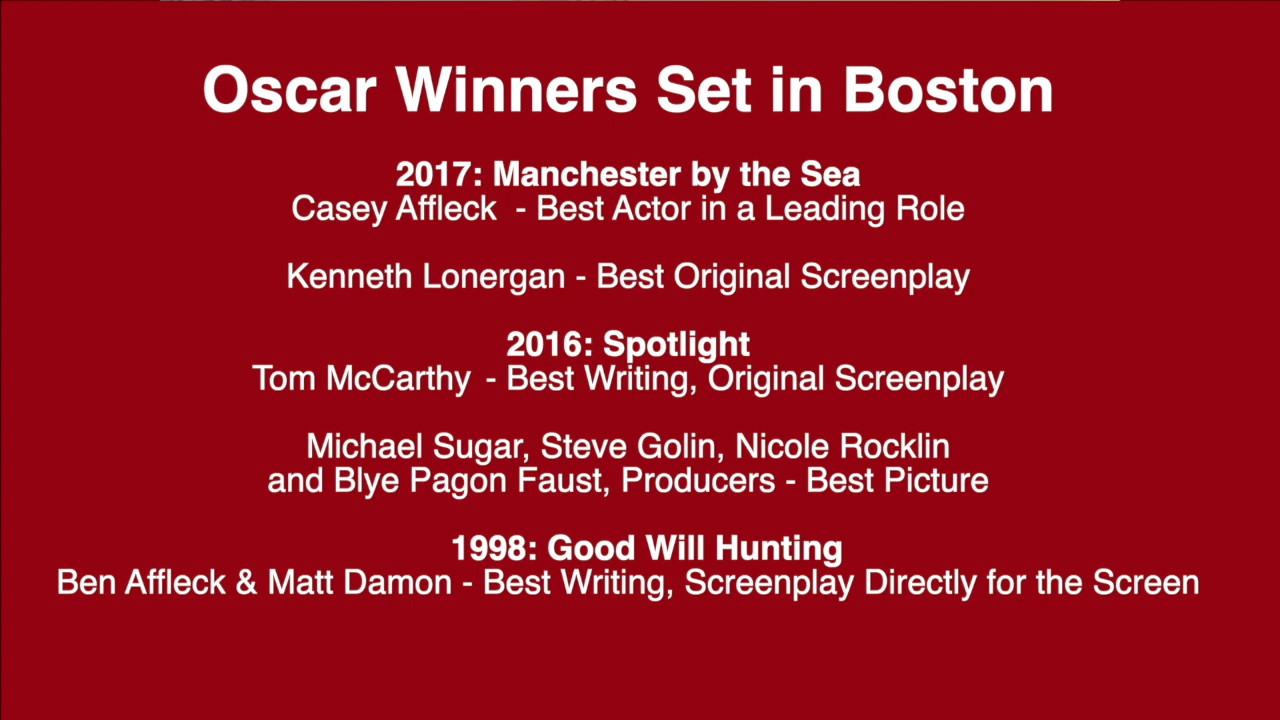 Oscar Winners Set in Boston
2017: Manchester by the Sea
Casey Affleck - Best Actor in a Leading Role
Kenneth Lonergan - Best Original Screenplay
2016: Spotlight
Tom McCarthy - Best Writing, Original Screenplay
Michael Sugar, Steve Golin, Nicole Rocklin
and Blye Pagon Faust, Producers - Best Picture
1998: Good Will Hunting
Ben Affleck & Matt Damon - Best Writing, Screenplay Directly for the Screen